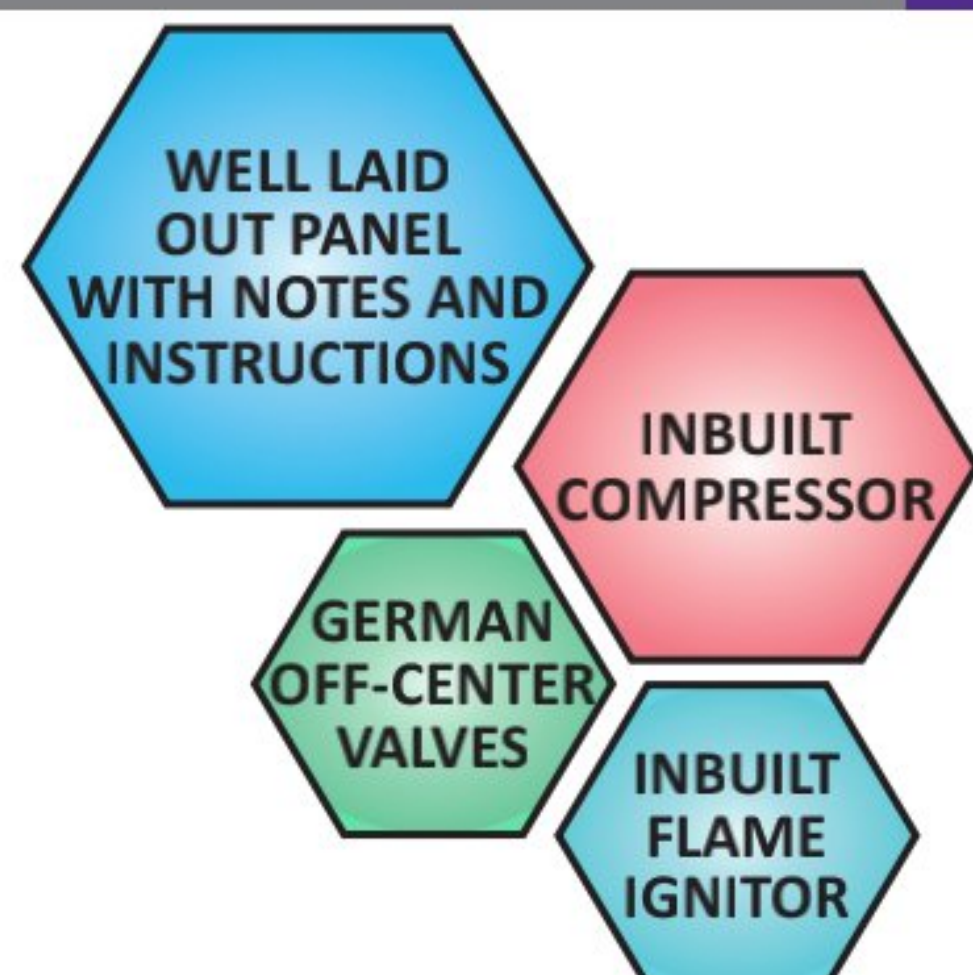 WELL LAID
OUT PANEL
WITH NOTES AND
INSTRUCTIONS
INBUILT
COMPRESSOR
GERMAN
OFF-CENTER
VALVES
INBUILT
FLAME
IGNITOR